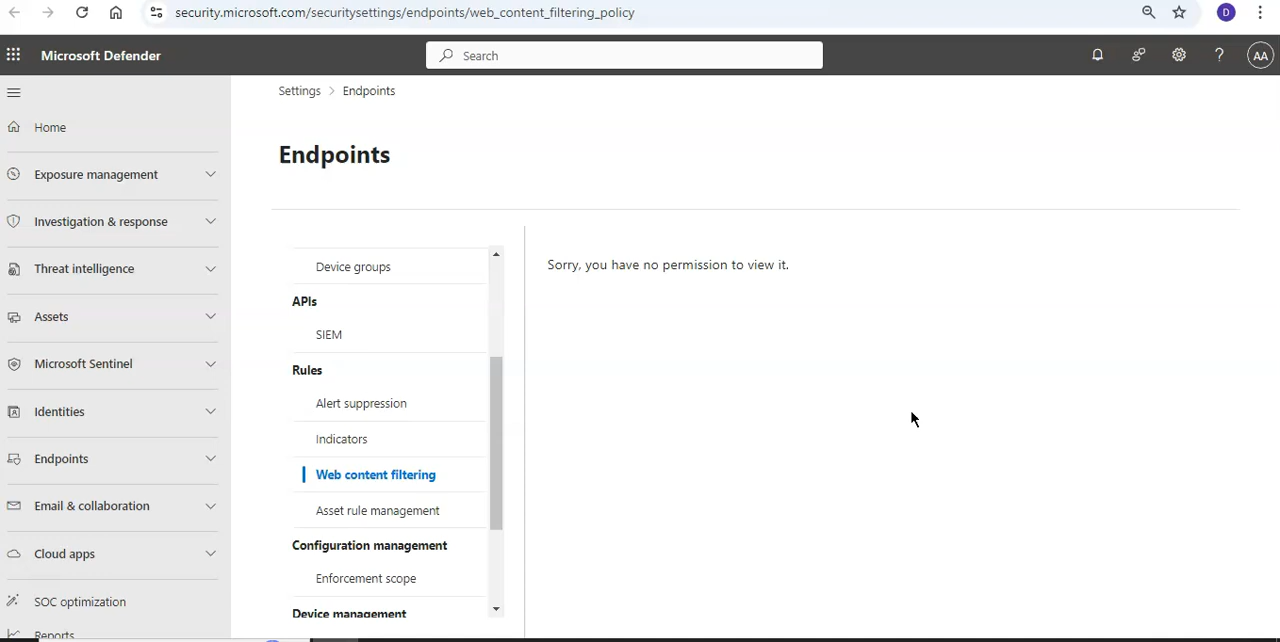 security.microsoft.com/securitysettings/endpoints/web_content_filtering_policy
D
Microsoft Defender
Search
?
AA
Settings > Endpoints
Home
Exposure management
Investigation & response
Threat intelligence
Assets
Microsoft Sentinel
Identities
Endpoints
Email & collaboration
Cloud apps
SOC optimization
Reports
Endpoints
Device groups
APIs
SIEM
Rules
Alert suppression
Indicators
Web content filtering
Asset rule management
Configuration management
Enforcement scope
Device management
Sorry, you have no permission to view it.